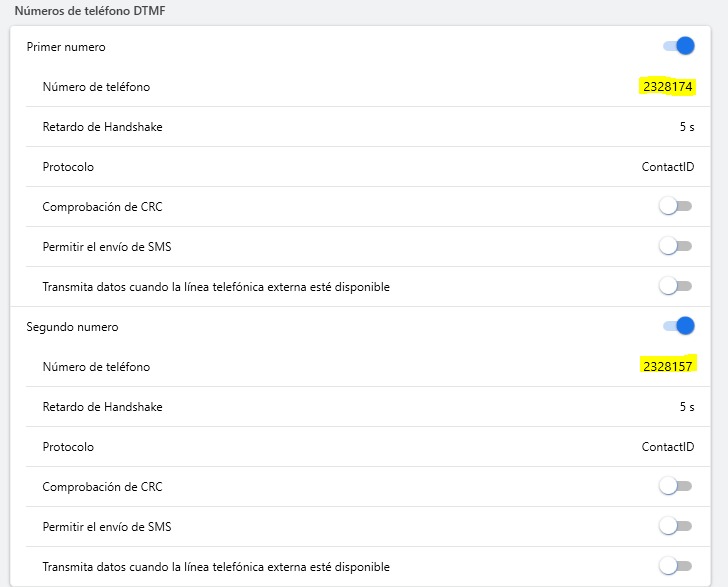 Números de teléfono DTMF
Primer numero
Número de teléfono 2328174
Retardo de Handshake 5 s
Protocolo ContactID
Comprobación de CRC
Permitir el envío de SMS
Transmita datos cuando la línea telefónica externa esté disponible
Segundo numero
Número de teléfono 2328157
Retardo de Handshake 5 s
Protocolo ContactID
Comprobación de CRC
Permitir el envío de SMS
Transmita datos cuando la línea telefónica externa esté disponible